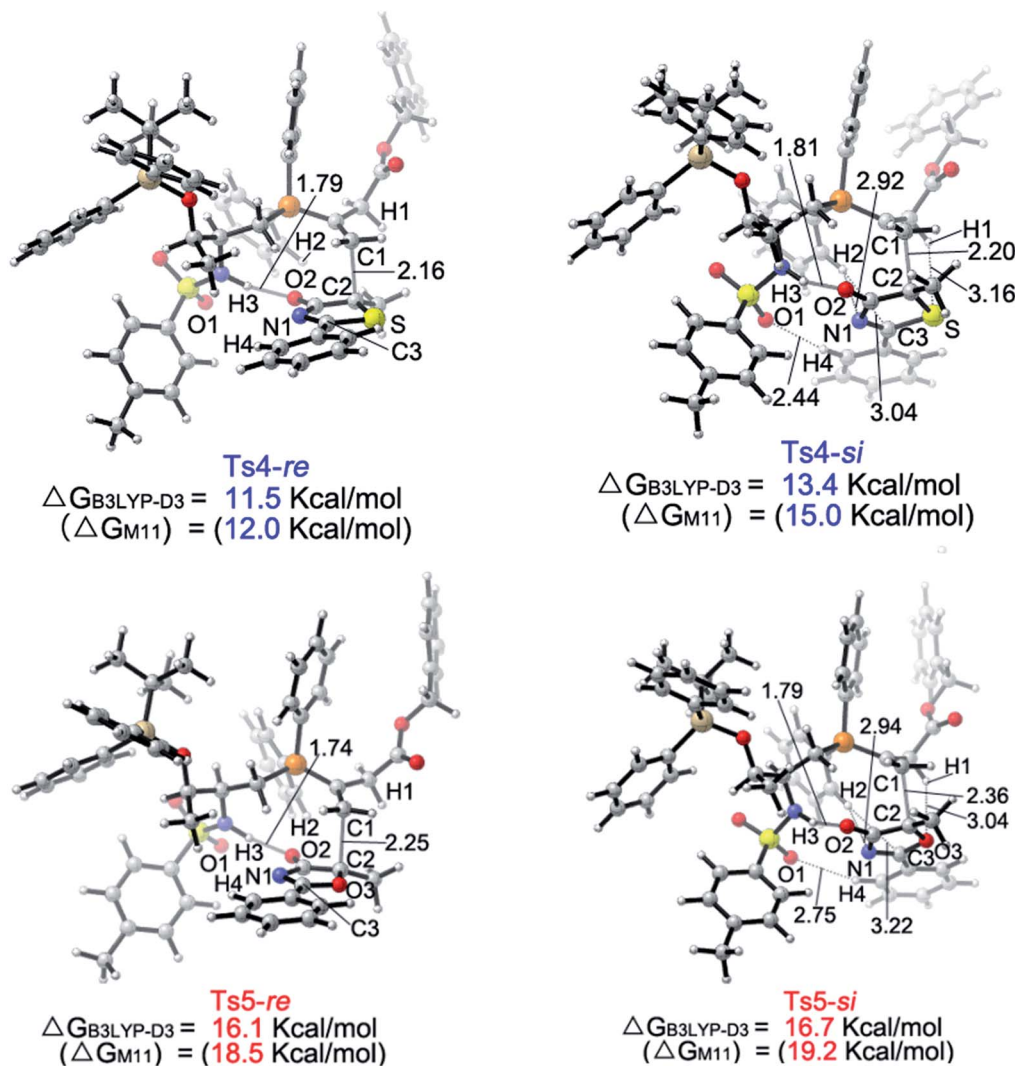 1.79
H1
H2
C1
O2
C2
2.16
H3
O1
N1
S
H4
C3
Ts4-re
△GB3LYP-D3 = 11.5 Kcal/mol
(△GM11) = (12.0 Kcal/mol)
1.81
2.92
H1
C1
H2
2.20
C2
H3
O2
3.16
O1
N1
S
C3
H4
2.44
3.04
Ts4-si
△GB3LYP-D3 = 13.4 Kcal/mol
(△GM11) = (15.0 Kcal/mol)
1.74
H1
H2
C1
O1
H3
O2
2.25
C2
N1
H4
O3
C3
Ts5-re
△GB3LYP-D3 = 16.1 Kcal/mol
(△GM11) = (18.5 Kcal/mol)
1.79
2.94
C1
H1
H2
2.36
C2
H3
O2
3.04
O1
N1
C3
O3
H4
2.75
3.22
Ts5-si
△GB3LYP-D3 = 16.7 Kcal/mol
(△GM11) = (19.2 Kcal/mol)